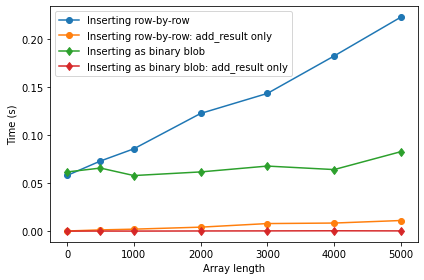 Inserting row-by-row
Inserting row-by-row: add_result only
Inserting as binary blob
Inserting as binary blob: add_result only
0.20
0.15
0.10
0.05
0.00
Time (s)
0 1000 2000 3000 4000 5000
Array length